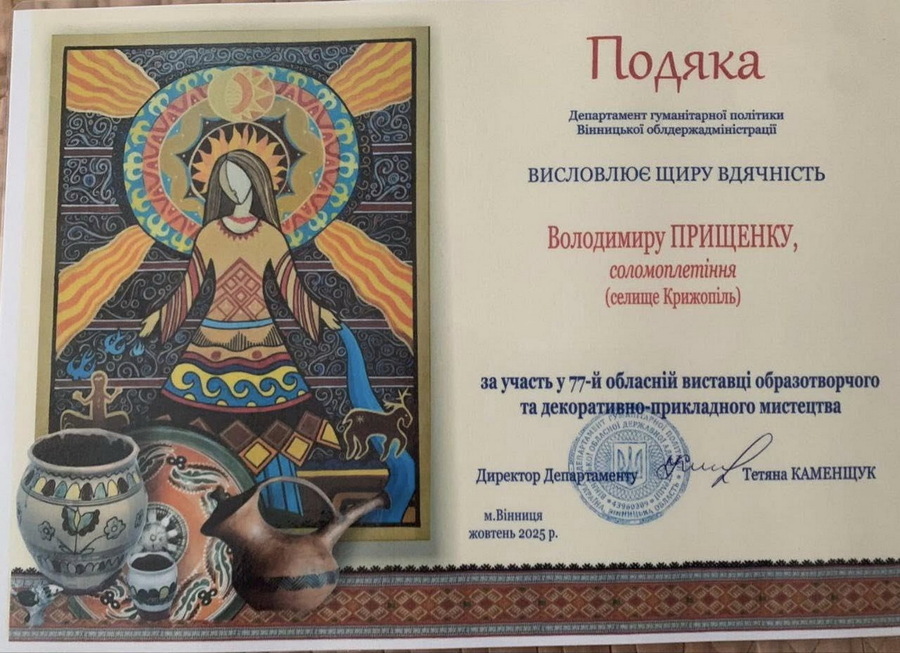 Подяка
Департамент гуманітарної політики
Вінницької облдержадміністрації
ВИСЛОВЛЮЄ ЩИРУ ВДЯЧНІСТЬ
Володимиру ПРИЩЕНКУ,
соломоплетіння
(селище Крижопіль)
за участь у 77-й обласній виставці образотворчого
та декоративно-прикладного мистецтва
Директор Департаменту Тетяна КАМЕНЩУК
м.Вінниця
жовтень 2025 р.